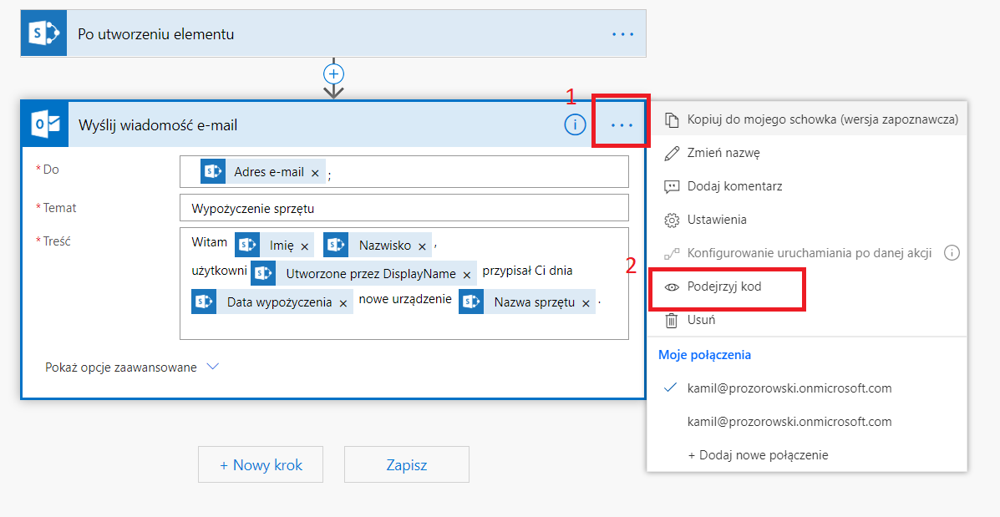 Po utworzeniu elementu
1
Wyślij wiadomość e-mail
* Do
Adres e-mail × ;
* Temat
Wypożyczenie sprzętu
* Treść
Witam Imię × Nazwisko × ,
użytkowni Utworzone przez DisplayName × przypisał Ci dnia
Data wypożyczenia × nowe urządzenie Nazwa sprzętu × .
Pokaż opcje zaawansowane
+ Nowy krok
Zapisz
Kopiuj do mojego schowka (wersja zapoznawcza)
Zmień nazwę
Dodaj komentarz
Ustawienia
Konfigurowanie uruchamiania po danej akcji
2
Podejrzyj kod
Usuń
Moje połączenia
kamil@prozorowski.onmicrosoft.com
kamil@prozorowski.onmicrosoft.com
+ Dodaj nowe połączenie